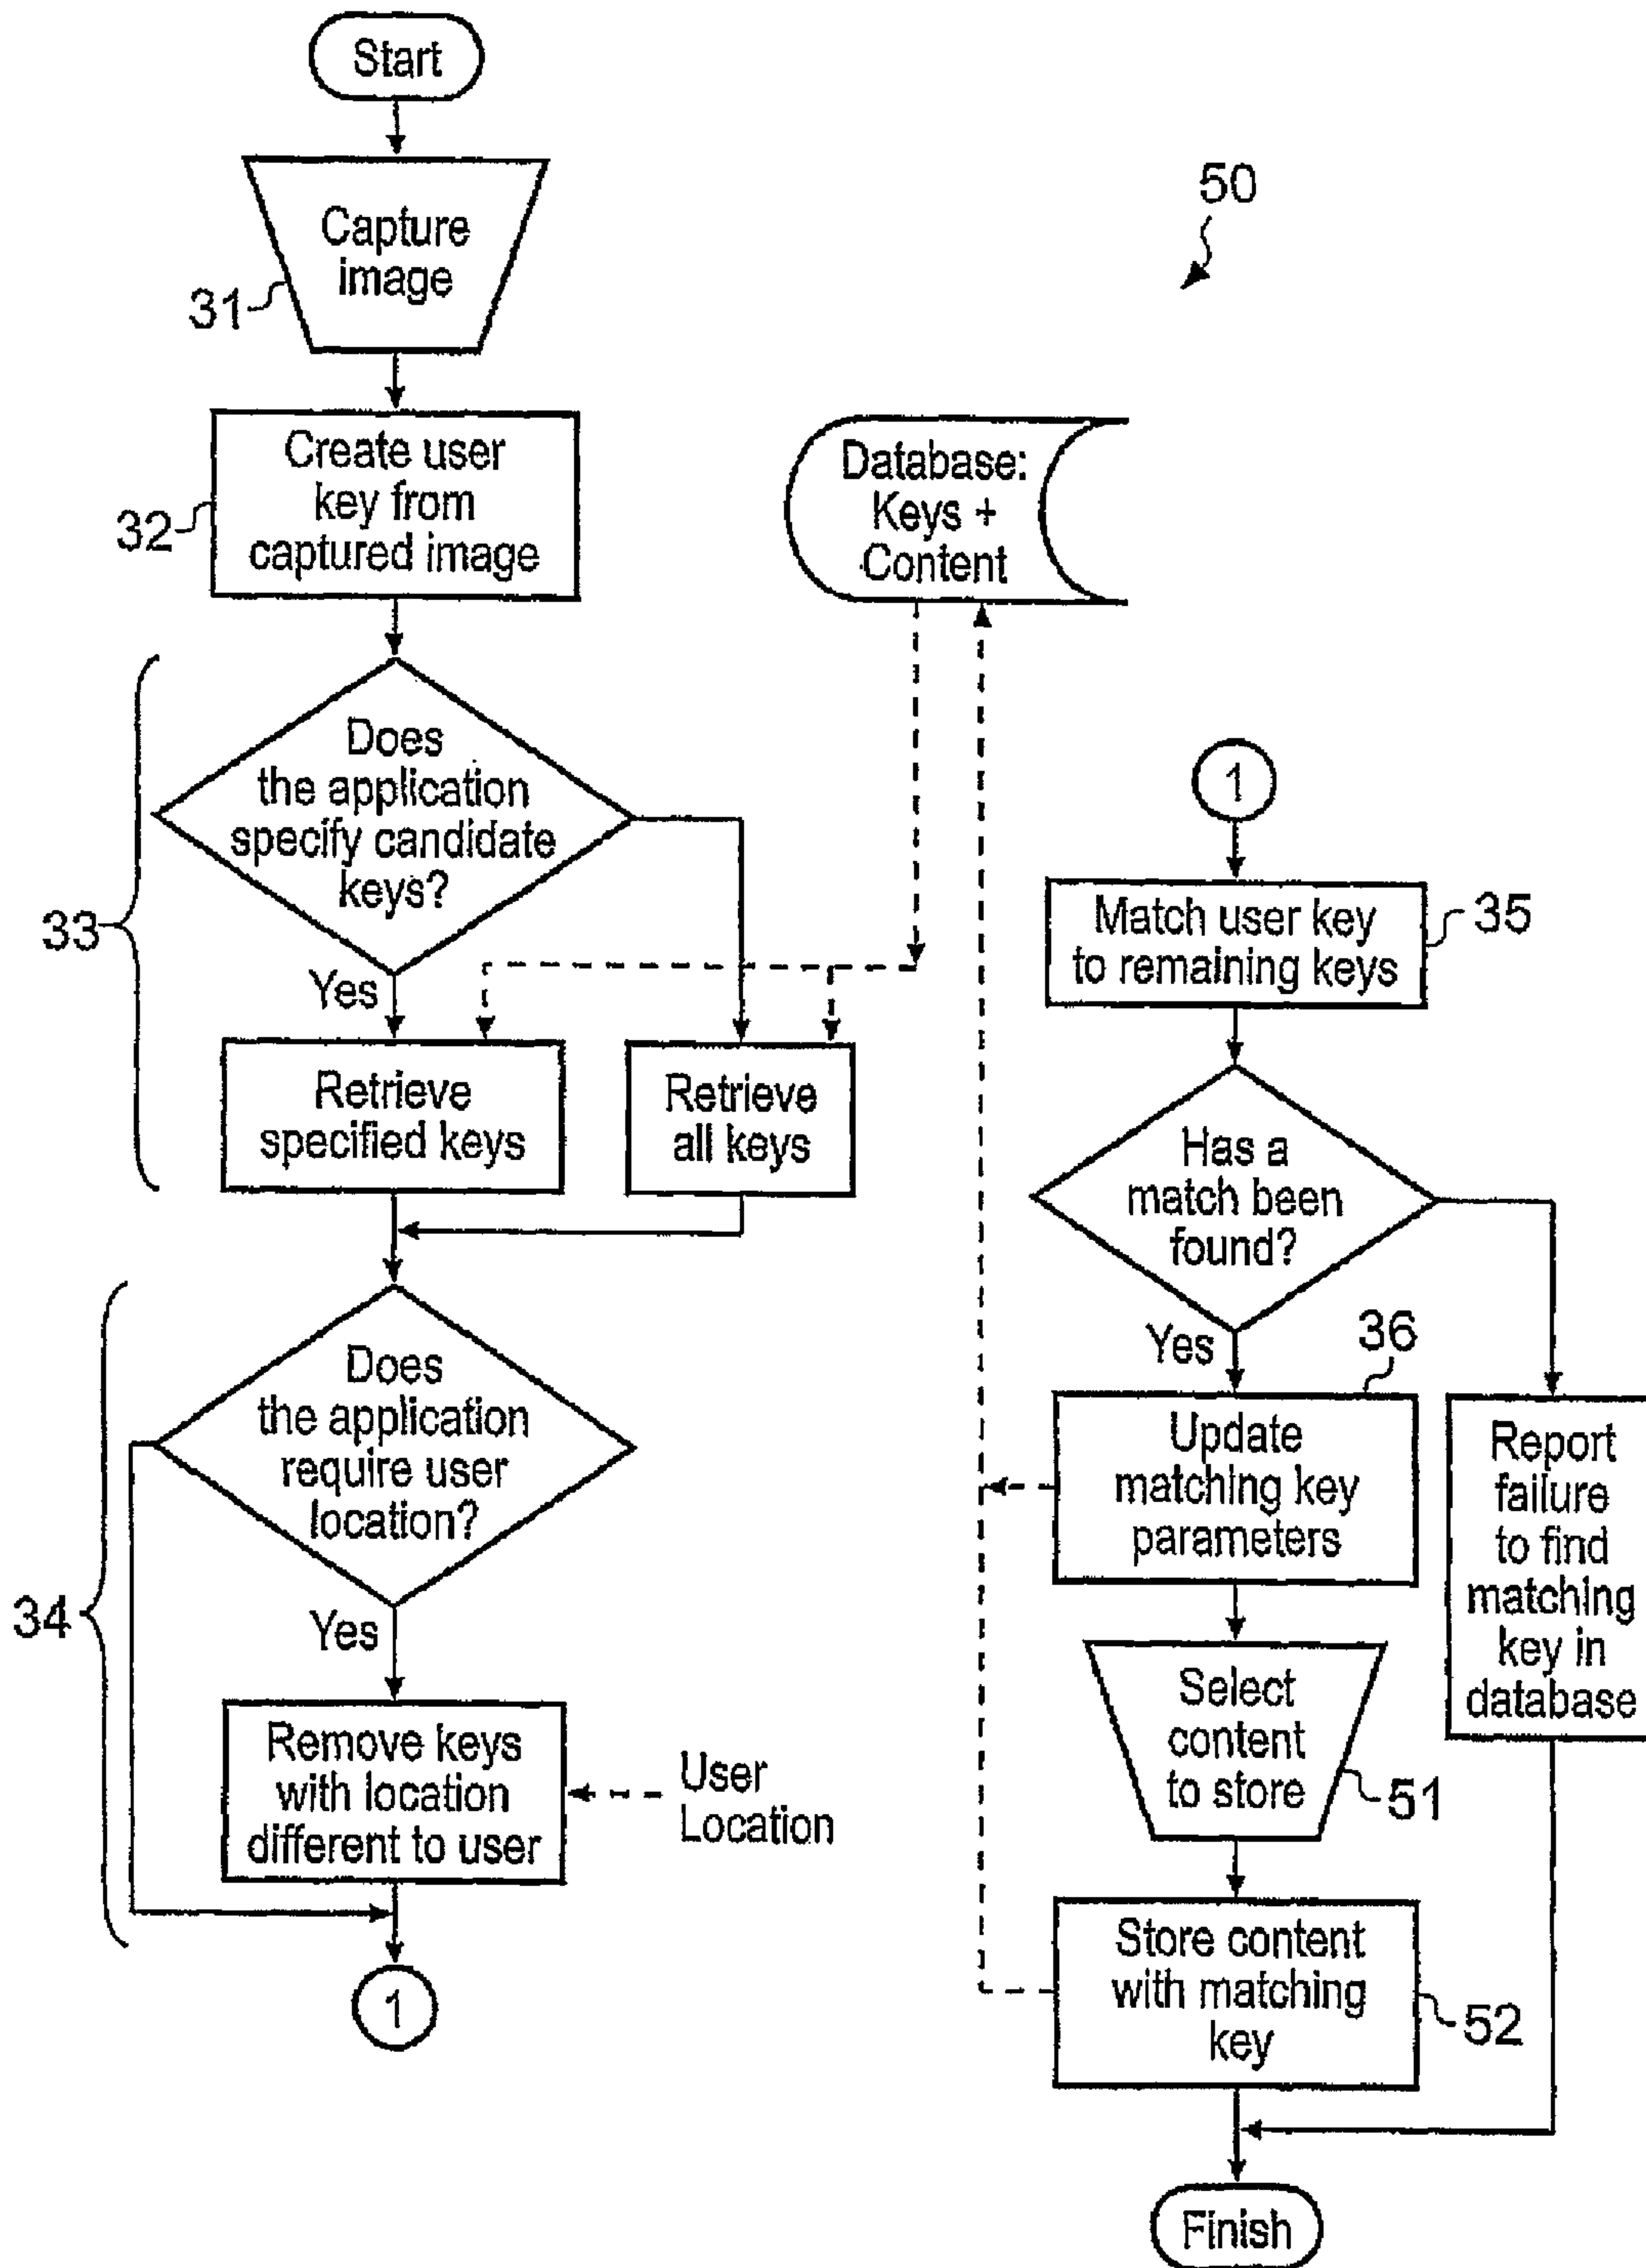 Start
Capture
image
31
Create user
key from
captured image
32
Does
the application
specify candidate
keys?
33
Yes
Retrieve
specified keys
Retrieve
all keys
Does
the application
require user
location?
34
Yes
Remove keys
with location
different to user
User
Location
1
50
Database:
Keys +
Content
1
Match user key
to remaining keys
35
Has a
match been
found?
Yes
36
Update
matching key
parameters
Report
failure
to find
matching
key in
database
Select
content
to store
51
Store content
with matching
key
52
Finish